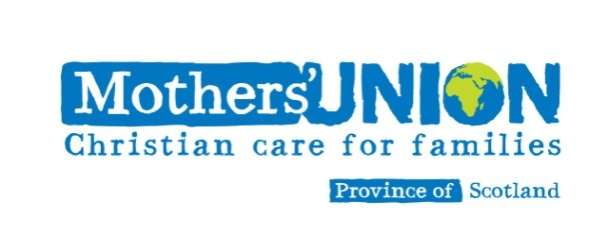 Mothers' UNION
Christian care for families
Province of Scotland